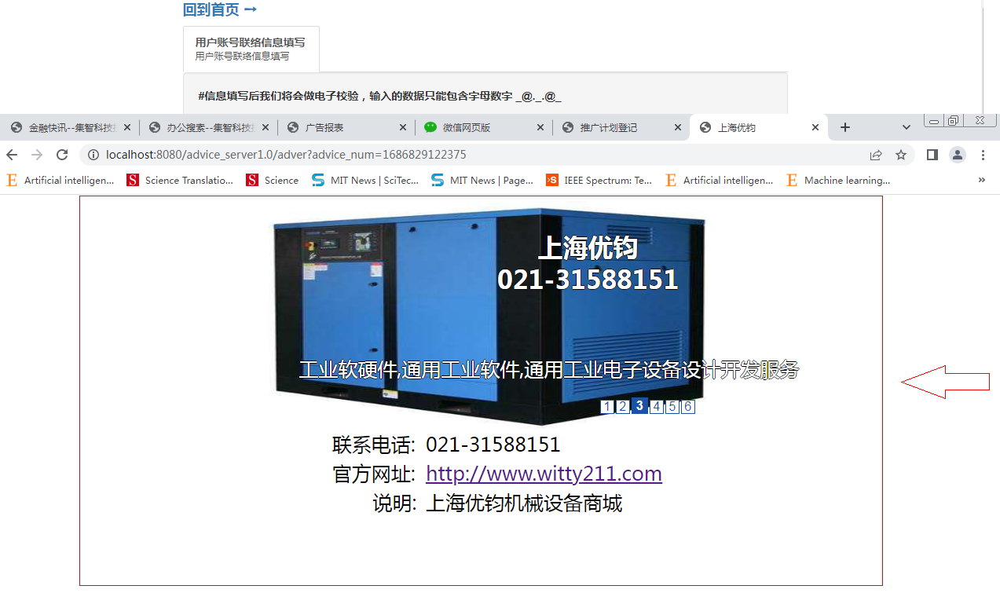 回到首页 →
用户账号联络信息填写
用户账号联络信息填写
#信息填写后我们将会做电子校验，输入的数据只能包含字母数字 _@._.@_
金融快讯--集智科技
办公搜索--集智科技
广告报表
微信网页版
推广计划登记
上海优钧
localhost:8080/advice_server1.0/adver?advice_num=1686829122375
E Artificial intelligen...
S Science Translatio...
S Science
S MIT News | SciTec...
S MIT News | Page...
›S IEEE Spectrum: Te...
E Artificial intelligen...
E Machine learning...
»
上海优钧
021-31588151
工业软硬件,通用工业软件,通用工业电子设备设计开发服务
1 2 3 4 5 6
联系电话: 021-31588151
官方网址: http://www.witty211.com
说明: 上海优钧机械设备商城